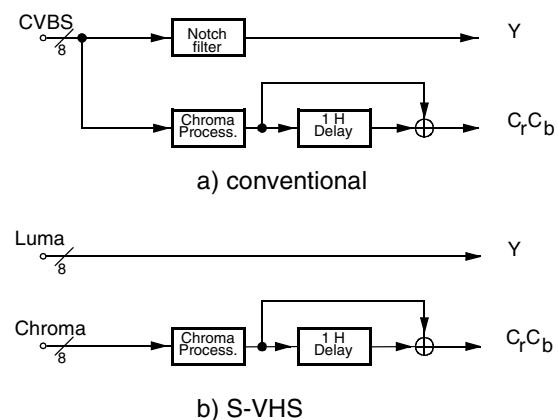 CVBS
8
Notch
filter
Y
Chroma
Process.
1 H
Delay
CrCb
a) conventional
Luma
8
Y
Chroma
8
Chroma
Process.
1 H
Delay
CrCb
b) S-VHS